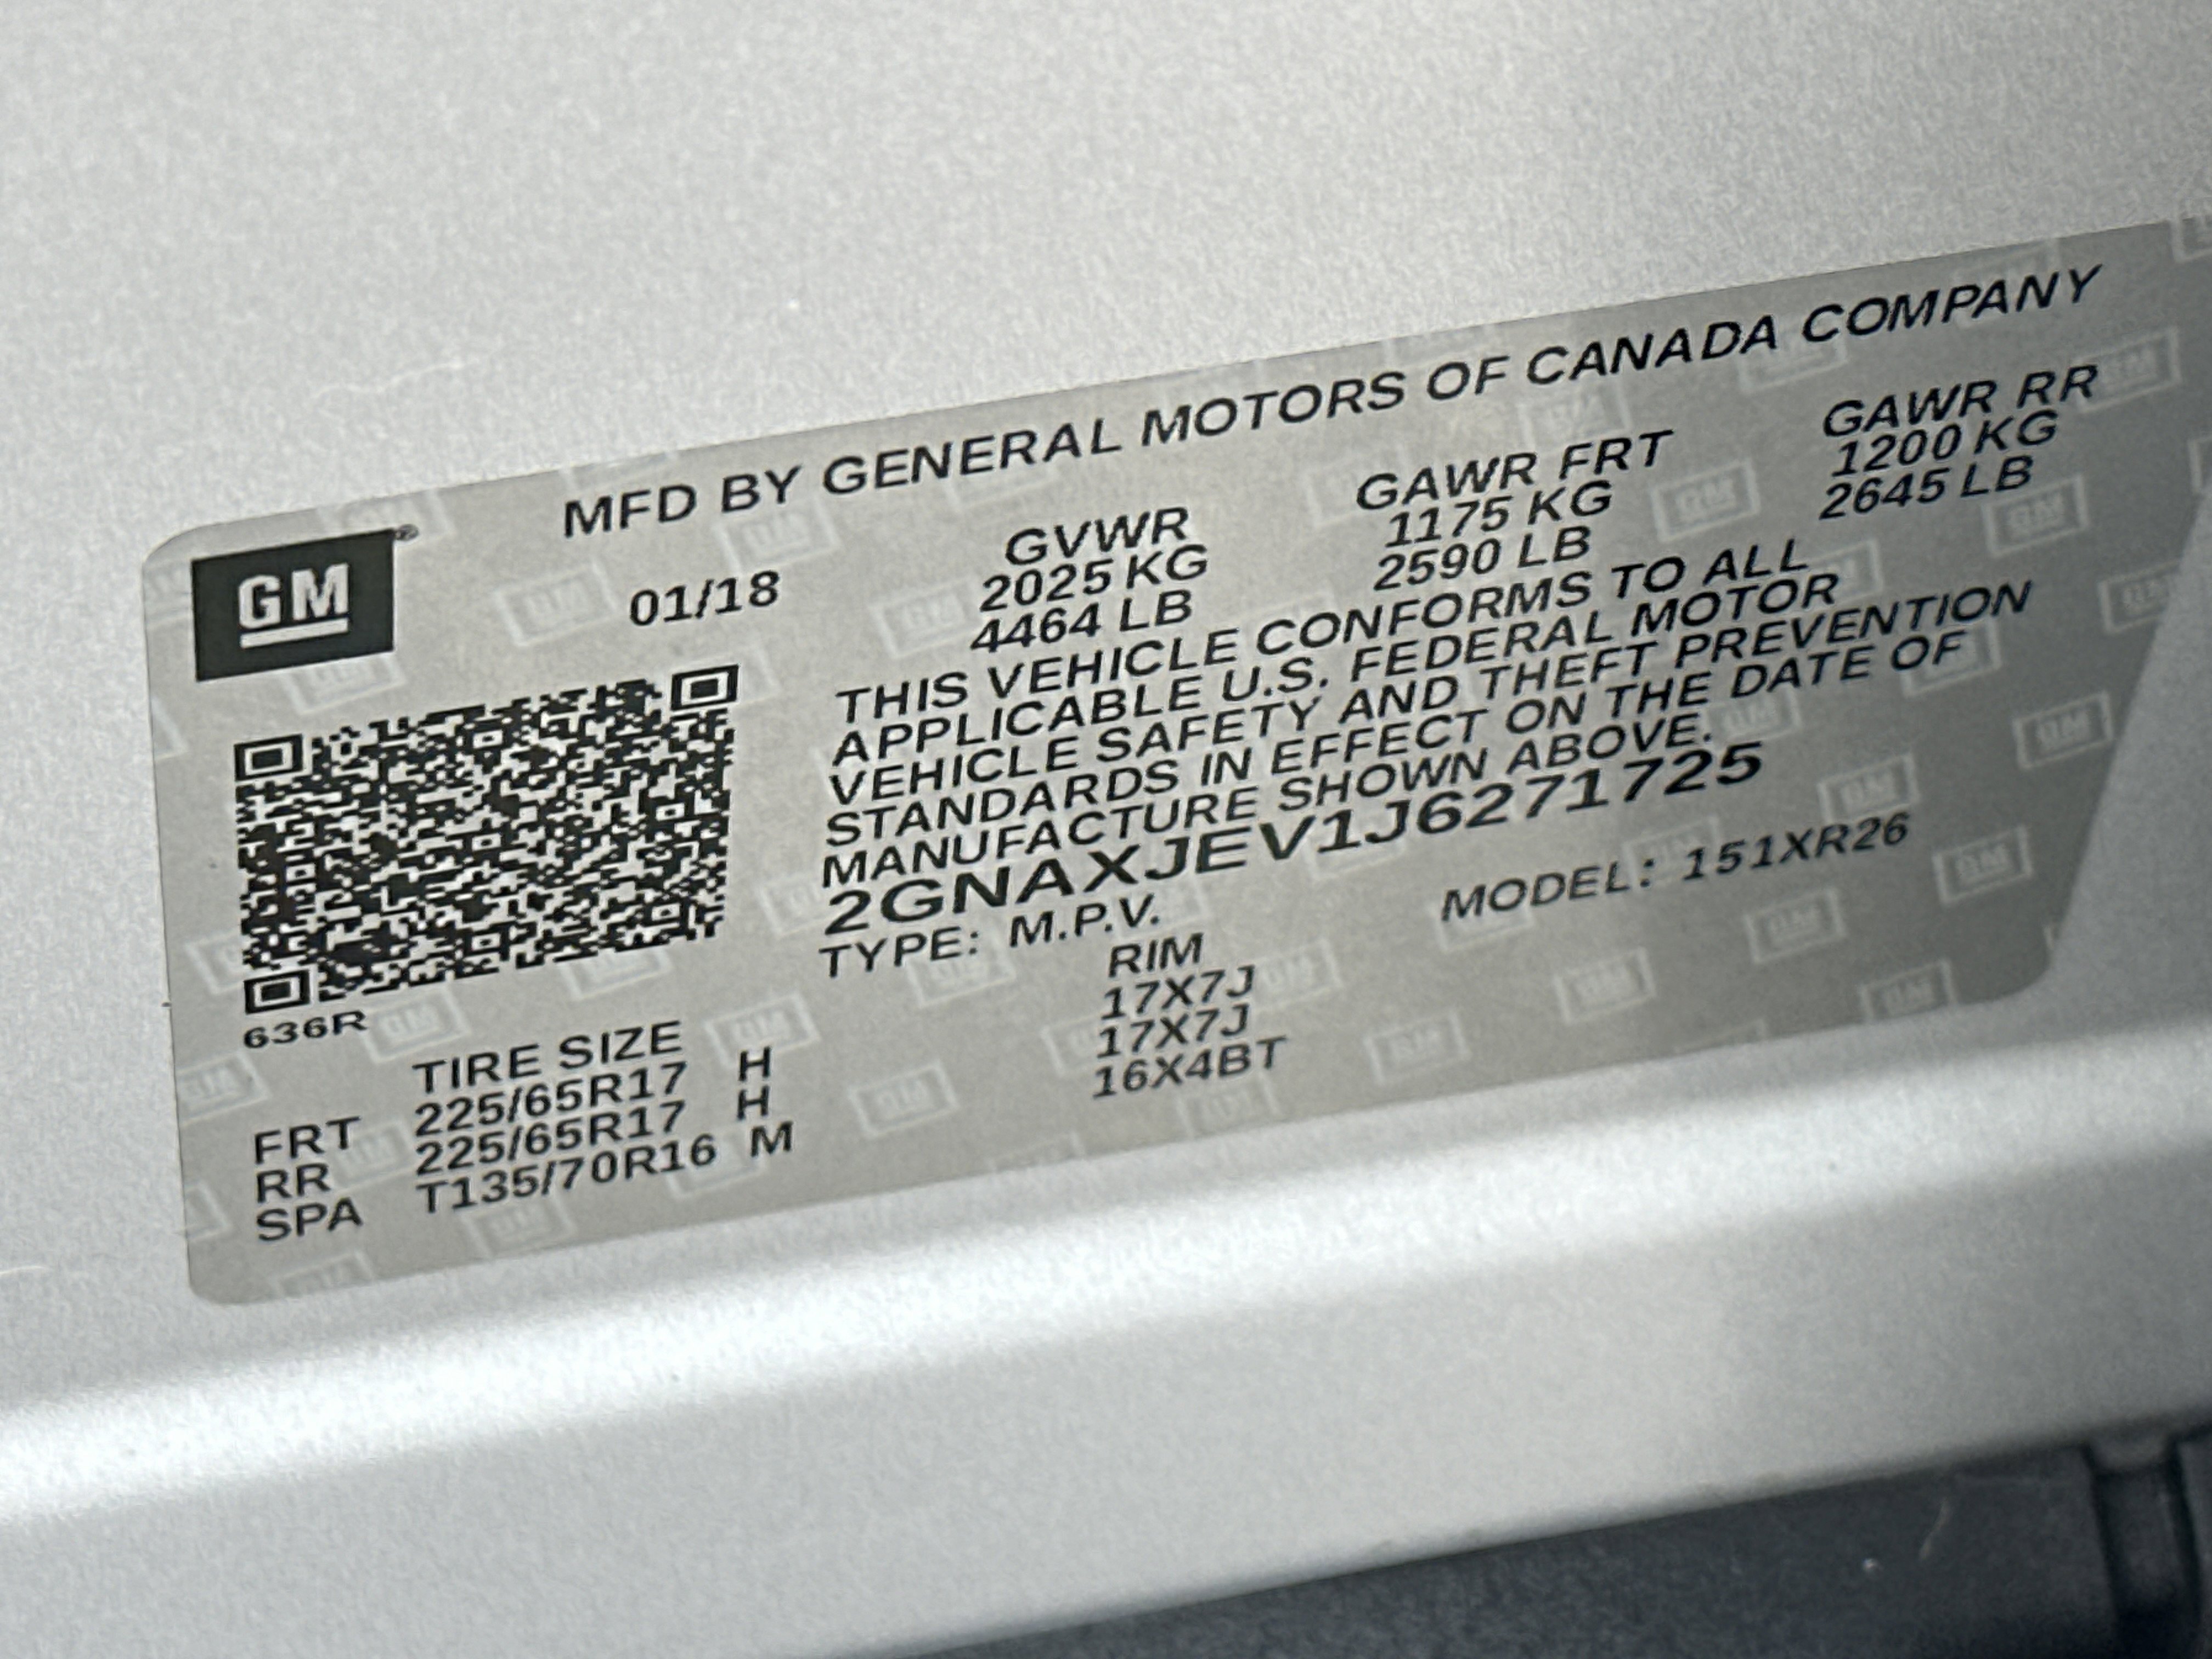 GM
MFD BY GENERAL MOTORS OF CANADA COMPANY
01/18
GVWR
2025 KG
4464 LB
GAWR FRT
1175 KG
2590 LB
GAWR RR
1200 KG
2645 LB
THIS VEHICLE CONFORMS TO ALL
APPLICABLE U.S. FEDERAL MOTOR
VEHICLE SAFETY AND THEFT PREVENTION
STANDARDS IN EFFECT ON THE DATE OF
MANUFACTURE SHOWN ABOVE.
2GNAXJEV1J6271725
TYPE: M.P.V. MODEL: 151XR26
636R
TIRE SIZE RIM
FRT 225/65R17 H 17X7J
RR 225/65R17 H 17X7J
SPA T135/70R16 M 16X4BT